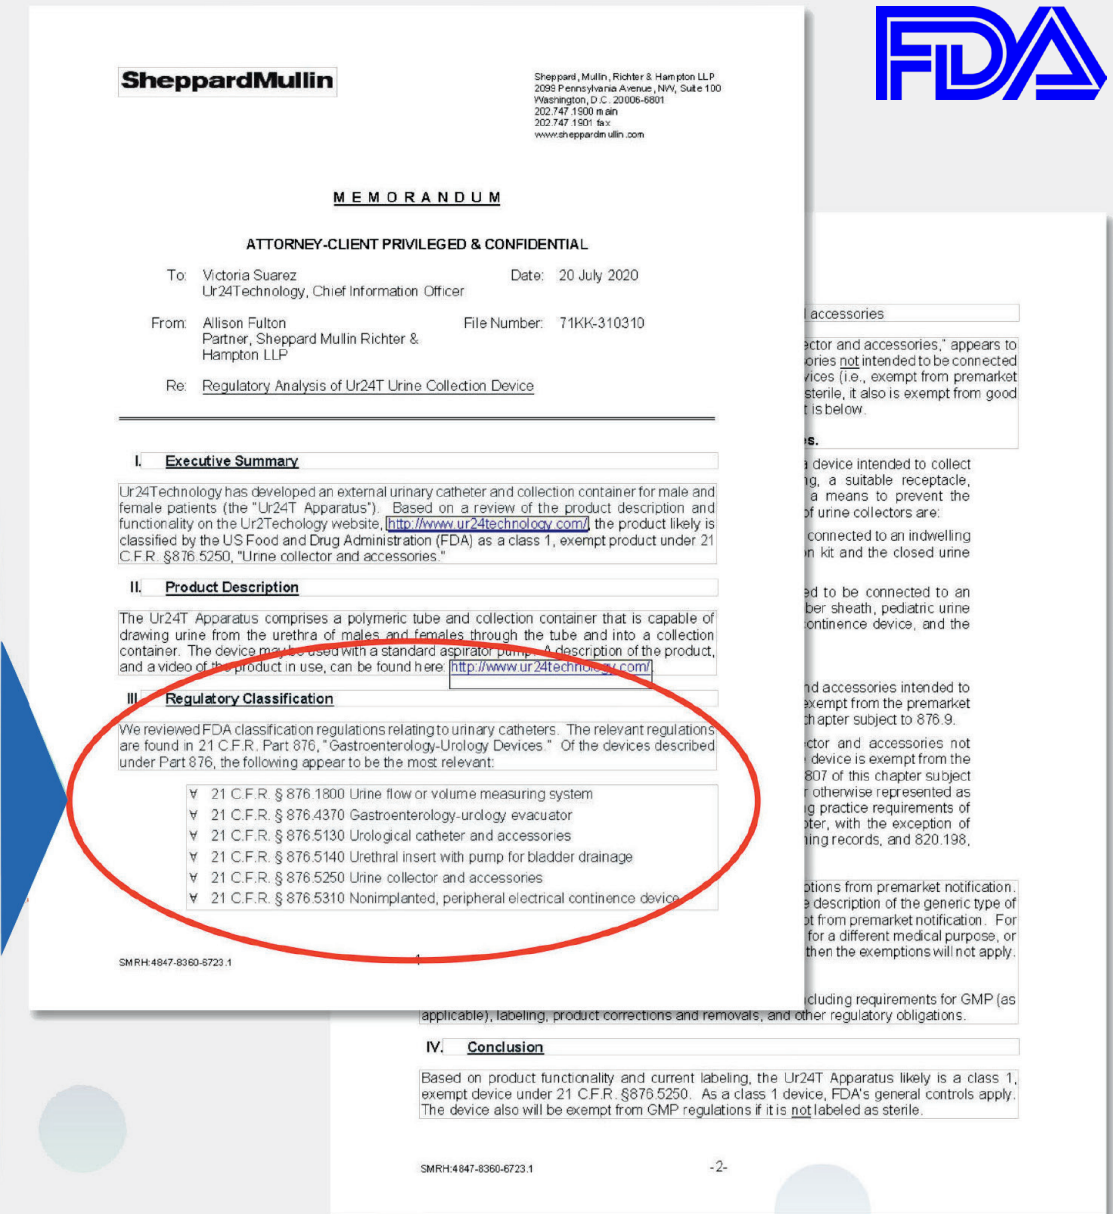 FDA
SheppardMullin
Sheppard, Mullin, Richter & Hampton LLP
2099 Pennsylvania Avenue, NW, Suite 100
Washington, D.C. 20006-6801
202.747.1900 main
202.747.1901 fax
www.sheppardmullin.com
MEMORANDUM
ATTORNEY-CLIENT PRIVILEGED & CONFIDENTIAL
To: Victoria Suarez Date: 20 July 2020
Ur24Technology, Chief Information Officer
From: Allison Fulton File Number: 71KK-310310
Partner, Sheppard Mullin Richter &
Hampton LLP
Re: Regulatory Analysis of Ur24T Urine Collection Device
I. Executive Summary
Ur24Technology has developed an external urinary catheter and collection container for male and
female patients (the "Ur24T Apparatus"). Based on a review of the product description and
functionality on the Ur2Techology website, http://www.ur24technology.com/, the product likely is
classified by the US Food and Drug Administration (FDA) as a class 1, exempt product under 21
C.F.R. §876.5250, "Urine collector and accessories."
II. Product Description
The Ur24T Apparatus comprises a polymeric tube and collection container that is capable of
drawing urine from the urethra of males and females through the tube and into a collection
container. The device may be used with a standard aspirator pump. A description of the product,
and a video of the product in use, can be found here: http://www.ur24technology.com/
III. Regulatory Classification
We reviewed FDA classification regulations relating to urinary catheters. The relevant regulations
are found in 21 C.F.R. Part 876, "Gastroenterology-Urology Devices." Of the devices described
under Part 876, the following appear to be the most relevant:
∀ 21 C.F.R. § 876.1800 Urine flow or volume measuring system
∀ 21 C.F.R. § 876.4370 Gastroenterology-urology evacuator
∀ 21 C.F.R. § 876.5130 Urological catheter and accessories
∀ 21 C.F.R. § 876.5140 Urethral insert with pump for bladder drainage
∀ 21 C.F.R. § 876.5250 Urine collector and accessories
∀ 21 C.F.R. § 876.5310 Nonimplanted, peripheral electrical continence device
SMRH:4847-8360-6723.1
accessories
ector and accessories," appears to
ories not intended to be connected
vices (i.e., exempt from premarket
sterile, it also is exempt from good
t is below.
s.
a device intended to collect
ng, a suitable receptacle,
a means to prevent the
of urine collectors are:
connected to an indwelling
n kit and the closed urine
ed to be connected to an
ber sheath, pediatric urine
continence device, and the
nd accessories intended to
exempt from the premarket
chapter subject to 876.9.
ctor and accessories not
device is exempt from the
807 of this chapter subject
r otherwise represented as
g practice requirements of
pter, with the exception of
ning records, and 820.198,
ptions from premarket notification.
e description of the generic type of
pt from premarket notification. For
for a different medical purpose, or
then the exemptions will not apply.
cluding requirements for GMP (as
applicable), labeling, product corrections and removals, and other regulatory obligations.
IV. Conclusion
Based on product functionality and current labeling, the Ur24T Apparatus likely is a class 1,
exempt device under 21 C.F.R. §876.5250. As a class 1 device, FDA's general controls apply.
The device also will be exempt from GMP regulations if it is not labeled as sterile.
SMRH:4847-8360-6723.1 -2-